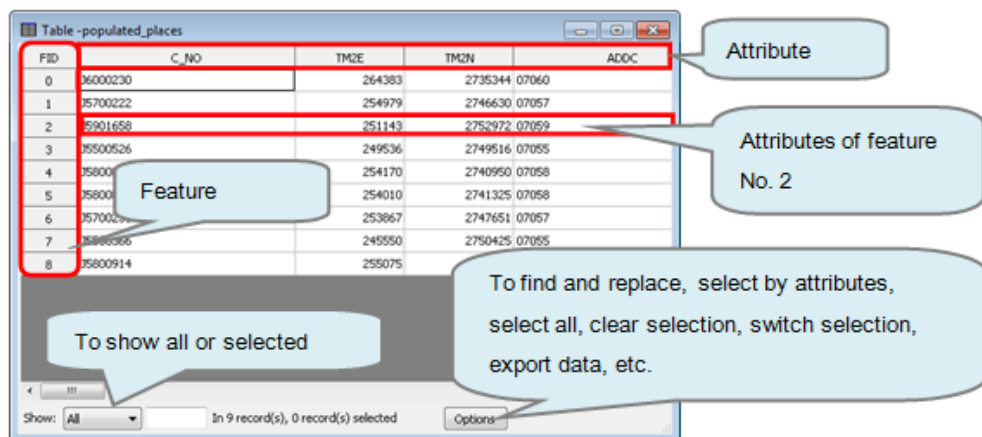 Table -populated_places
FID C_NO TM2E TM2N ADDC
0 06000230 264383 2735344 07060
1 05700222 254979 2746630 07057
2 05901658 251143 2752972 07059
3 05500526 249536 2749516 07055
4 05800 254170 2740950 07058
5 05800 254010 2741325 07058
6 05700 253867 2747651 07057
7 245550 2750425 07055
8 05800914 255075
Attribute
Attributes of feature
No. 2
Feature
To find and replace, select by attributes,
select all, clear selection, switch selection,
export data, etc.
To show all or selected
Show: All In 9 record(s), 0 record(s) selected Options